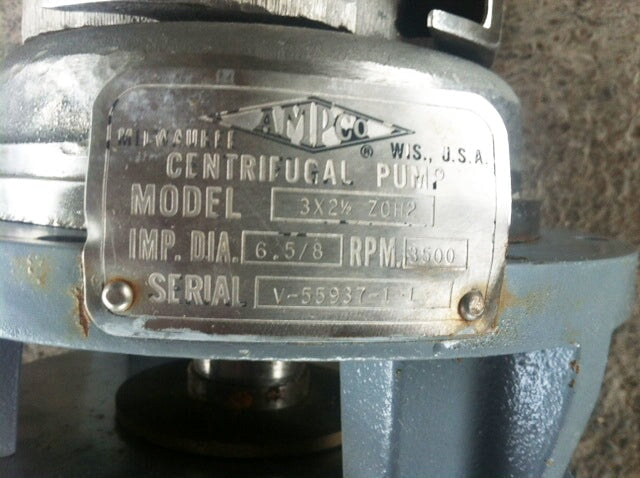 AMPCO
MILWAUKEE ® WIS., U.S.A.
CENTRIFUGAL PUMP
MODEL 3X2½ ZCH2
IMP. DIA. 6.5/8 RPM. 3500
SERIAL V-55937-1-1